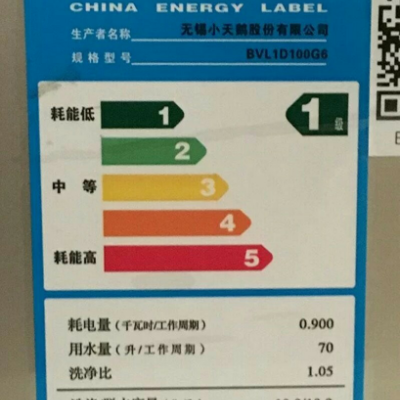 CHINA ENERGY LABEL
生产者名称 无锡小天鹅股份有限公司
规格型号 BVL1D100G6
耗能低 1 1级
2
中 等 3
4
耗能高 5
耗电量（千瓦时/工作周期） 0.900
用水量（升/工作周期） 70
洗净比 1.05